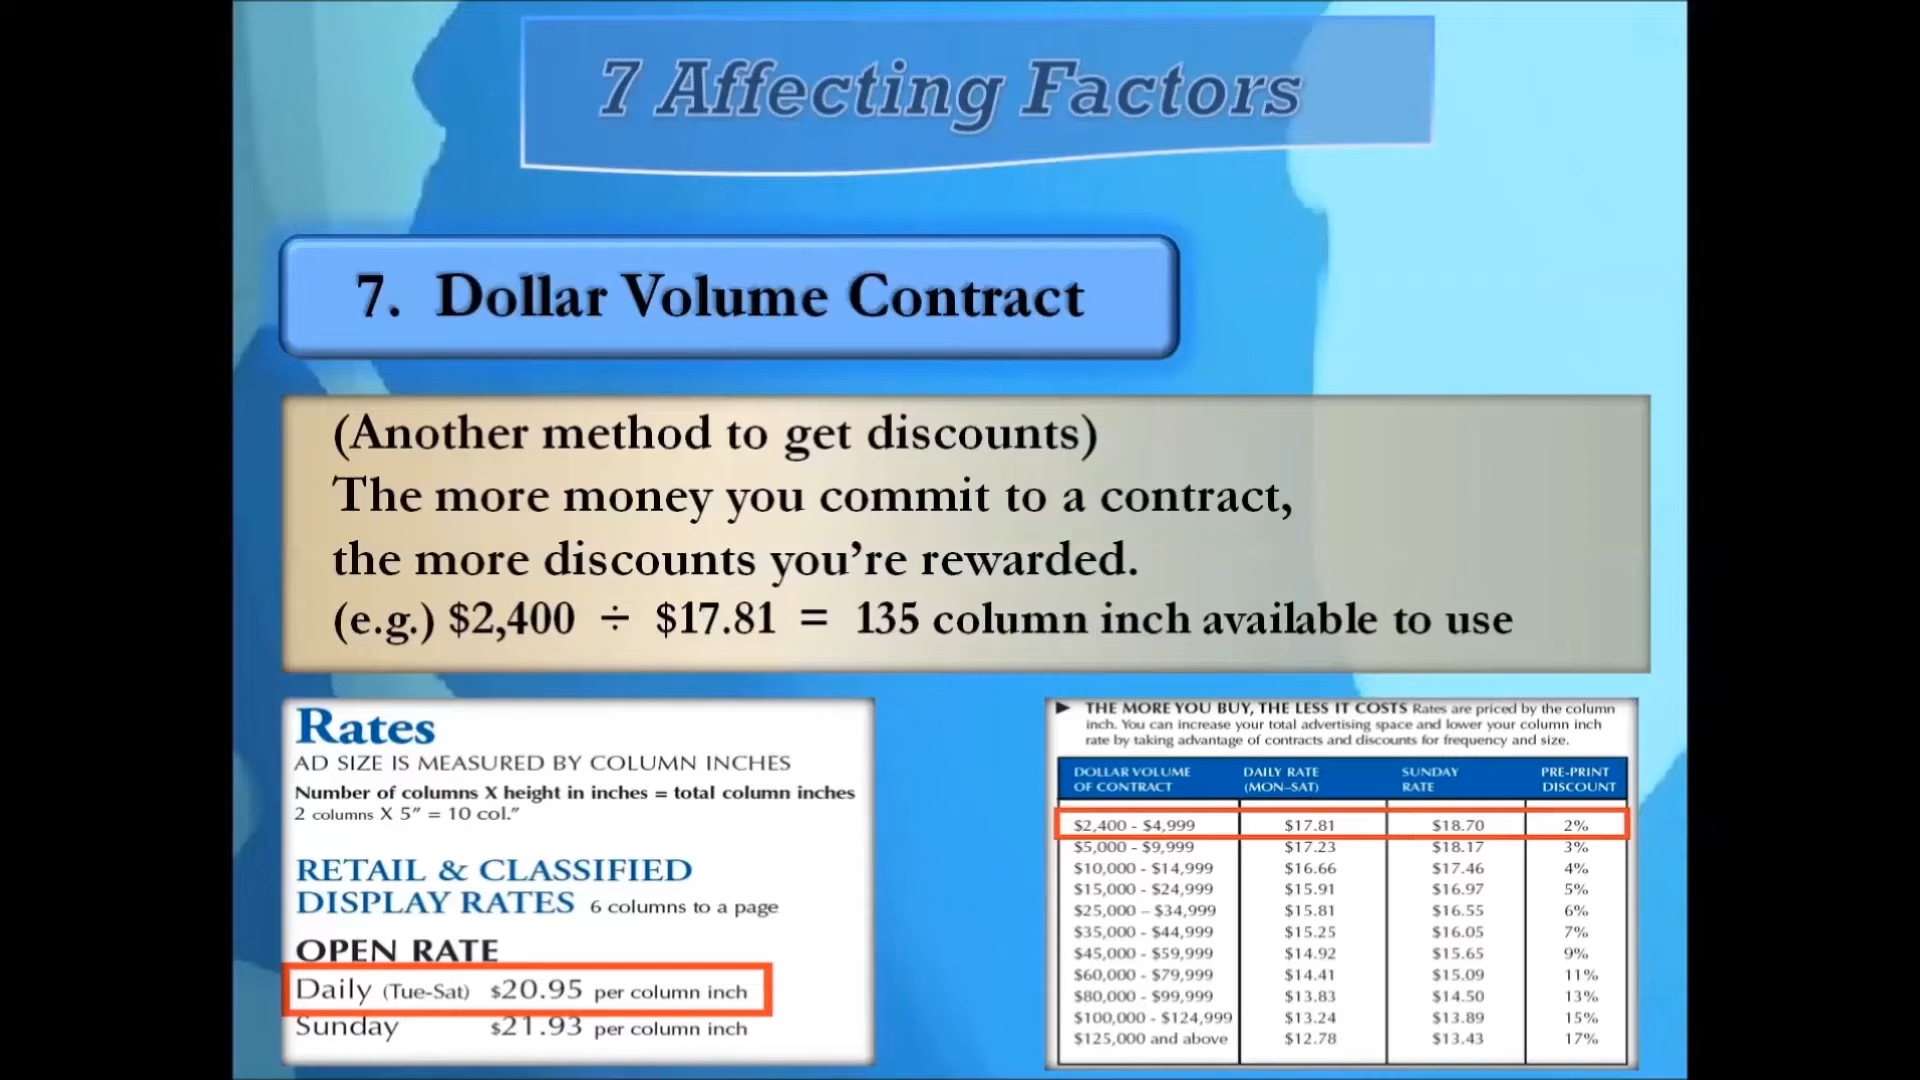 7 Affecting Factors
7. Dollar Volume Contract
(Another method to get discounts)
The more money you commit to a contract,
the more discounts you’re rewarded.
(e.g.) $2,400 ÷ $17.81 = 135 column inch available to use
Rates
AD SIZE IS MEASURED BY COLUMN INCHES
Number of columns X height in inches = total column inches
2 columns X 5” = 10 col.”
RETAIL & CLASSIFIED
DISPLAY RATES 6 columns to a page
OPEN RATE
Daily (Tue-Sat) $20.95 per column inch
Sunday $21.93 per column inch
► THE MORE YOU BUY, THE LESS IT COSTS Rates are priced by the column
inch. You can increase your total advertising space and lower your column inch
rate by taking advantage of contracts and discounts for frequency and size.
DOLLAR VOLUME DAILY RATE SUNDAY PRE-PRINT
OF CONTRACT (MON–SAT) RATE DISCOUNT
$2,400 - $4,999 $17.81 $18.70 2%
$5,000 - $9,999 $17.23 $18.17 3%
$10,000 - $14,999 $16.66 $17.46 4%
$15,000 - $24,999 $15.91 $16.97 5%
$25,000 – $34,999 $15.81 $16.55 6%
$35,000 - $44,999 $15.25 $16.05 7%
$45,000 - $59,999 $14.92 $15.65 9%
$60,000 - $79,999 $14.41 $15.09 11%
$80,000 - $99,999 $13.83 $14.50 13%
$100,000 - $124,999 $13.24 $13.89 15%
$125,000 and above $12.78 $13.43 17%